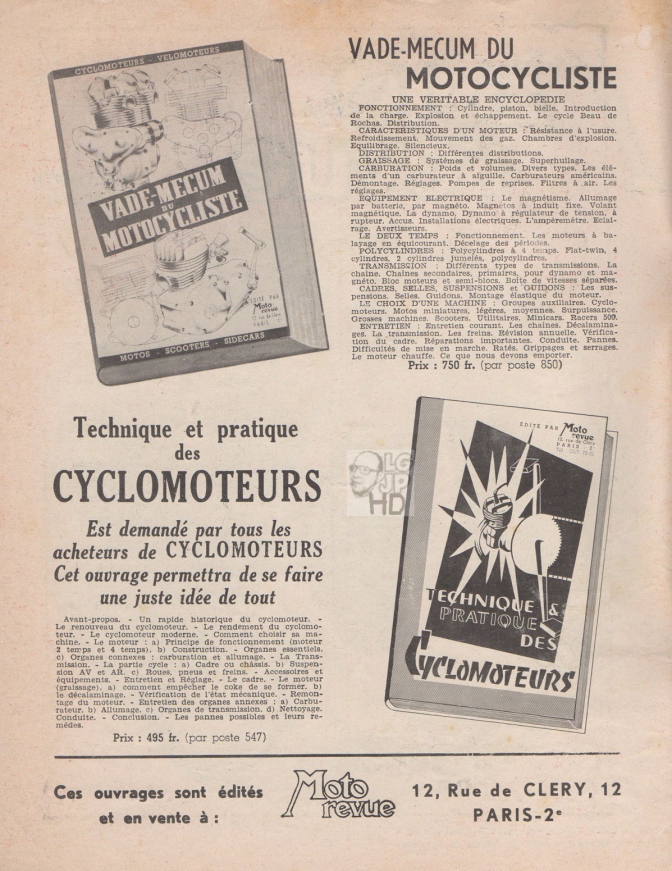 CYCLOMOTEURS - VELOMOTEURS
VADE-MECUM
DU
MOTOCYCLISTE
EDITE PAR
Moto
revue
PARIS
MOTOS - SCOOTERS - SIDECARS
VADE-MECUM DU
MOTOCYCLISTE
UNE VERITABLE ENCYCLOPEDIE
FONCTIONNEMENT : Cylindre, piston, bielle. Introduction
de la charge. Explosion et échappement. Le cycle Beau de
Rochas. Distribution.
CARACTERISTIQUES D'UN MOTEUR : Résistance à l'usure.
Refroidissement. Mouvement des gaz. Chambres d'explosion.
Equilibrage. Silencieux.
DISTRIBUTION : Différentes distributions.
GRAISSAGE : Systèmes de graissage. Superhuilage.
CARBURATION : Poids et volumes. Divers types. Les élé-
ments d'un carburateur à aiguille. Carburateurs américains.
Démontage. Réglages. Pompes de reprises. Filtres à air. Les
réglages.
EQUIPEMENT ELECTRIQUE : Le magnétisme. Allumage
par batterie, par magnéto. Magnétos à induit fixe. Volant
magnétique. La dynamo. Dynamo à régulateur de tension, à
rupteur. Accus. Installations électriques. L'ampèremètre. Eclai-
rage. Avertisseurs.
LE DEUX TEMPS : Fonctionnement. Les moteurs à ba-
layage en équicourant. Décelage des périodes.
POLYCYLINDRES : Polycylindres à 4 temps. Flat-twin, 4
cylindres, 2 cylindres jumelés, polycylindres.
TRANSMISSION : Différents types de transmissions. La
chaîne. Chaînes secondaires, primaires, pour dynamo et ma-
gnéto. Bloc moteurs et semi-blocs. Boîte de vitesses séparées.
CADRES, SELLES, SUSPENSIONS et GUIDONS : Les sus-
pensions. Selles. Guidons. Montage élastique du moteur.
LE CHOIX D'UNE MACHINE : Groupes auxiliaires. Cyclo-
moteurs. Motos miniatures, légères, moyennes. Surpuissance.
Grosses machines. Scooters. Utilitaires. Minicars. Racers 500.
ENTRETIEN : Entretien courant. Les chaînes. Décalamina-
ges. La transmission. Les freins. Révision annuelle. Vérifica-
tion du cadre. Réparations importantes. Conduite. Pannes.
Difficultés de mise en marche. Ratés. Grippages et serrages.
Le moteur chauffe. Ce que nous devons emporter.
Prix : 750 fr. (par poste 850)
Technique et pratique
des
CYCLOMOTEURS
Est demandé par tous les
acheteurs de CYCLOMOTEURS
Cet ouvrage permettra de se faire
une juste idée de tout
Avant-propos. - Un rapide historique du cyclomoteur. -
Le renouveau du cyclomoteur. - Le rendement du cyclomo-
teur. - Le cyclomoteur moderne. - Comment choisir sa ma-
chine. - Le moteur : a) Principe de fonctionnement (moteur
2 temps et 4 temps). b) Construction. - Organes essentiels.
c) Organes connexes : carburation et allumage. - La Trans-
mission. - La partie cycle : a) Cadre ou châssis. b) Suspen-
sion AV et AR. c) Roues, pneus et freins. - Accessoires et
équipements. - Entretien et Réglage. - Le cadre. - Le moteur
(graissage). a) comment empêcher le coke de se former. b)
le décalaminage. - Vérification de l'état mécanique. - Remon-
tage du moteur. - Entretien des organes annexes : a) Carbu-
rateur. b) Allumage. c) Organes de transmission. d) Nettoyage.
Conduite. - Conclusion. - Les pannes possibles et leurs re-
mèdes.
Prix : 495 fr. (par poste 547)
LG
JP
HD
EDITÉ PAR Moto
revue
12, rue de Cléry
PARIS 2
TECHNIQUE &
PRATIQUE
DES
CYCLOMOTEURS
Ces ouvrages sont édités
et en vente à :
Moto
revue
12, Rue de CLERY, 12
PARIS-2e